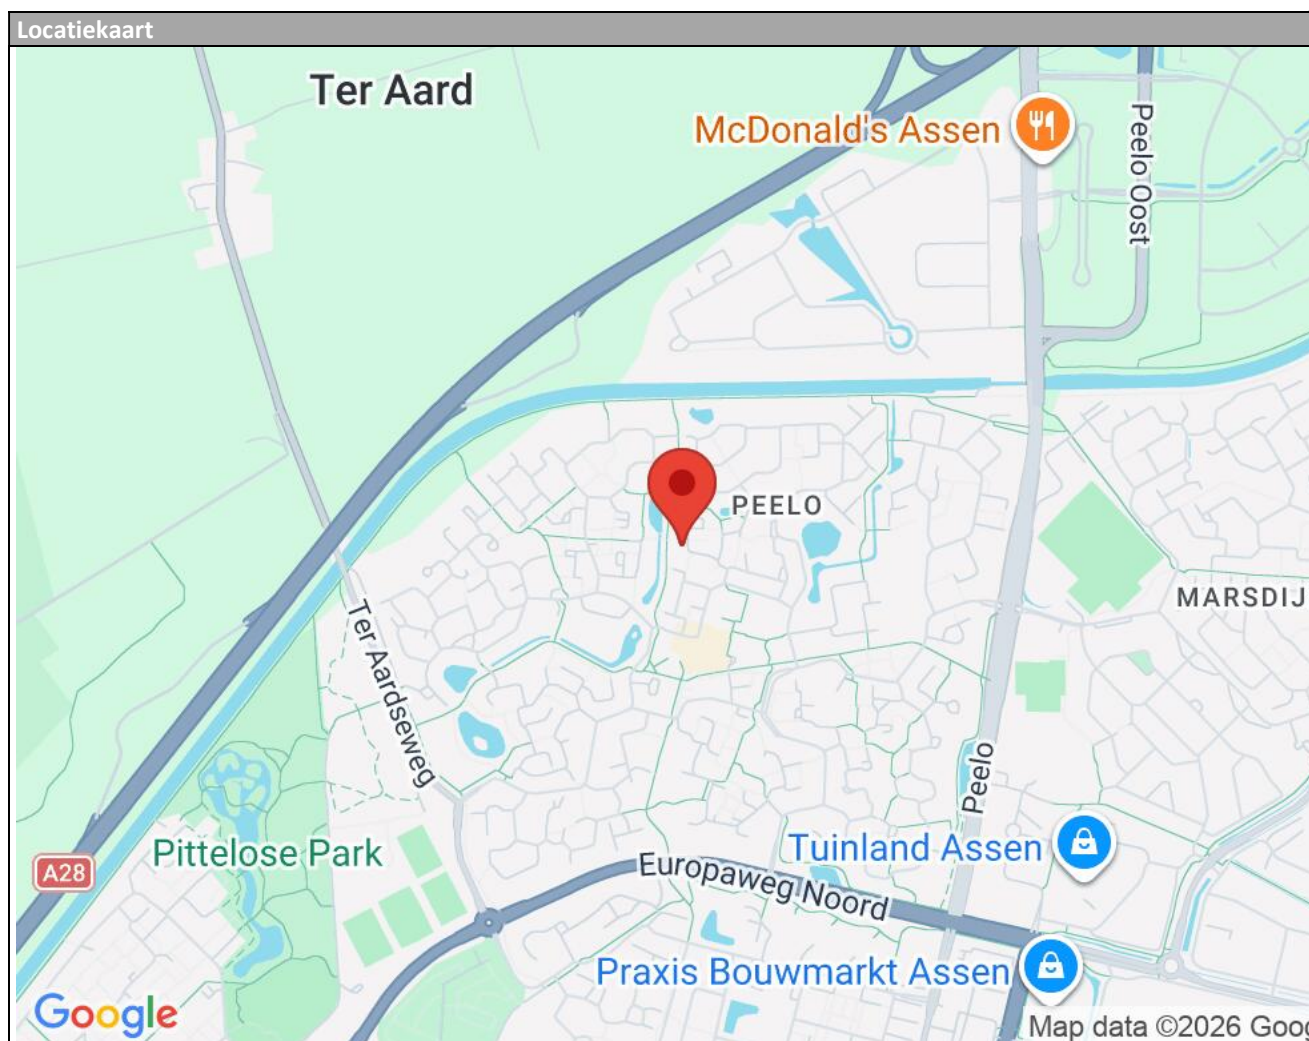 Locatiekaart
Ter Aard
McDonald's Assen
Peelo Oost
PEELO
MARSDIJ
Ter Aardseweg
Peelo
Tuinland Assen
Pittelose Park
A28
Europaweg Noord
Praxis Bouwmarkt Assen
Google
Map data ©2026 Goog